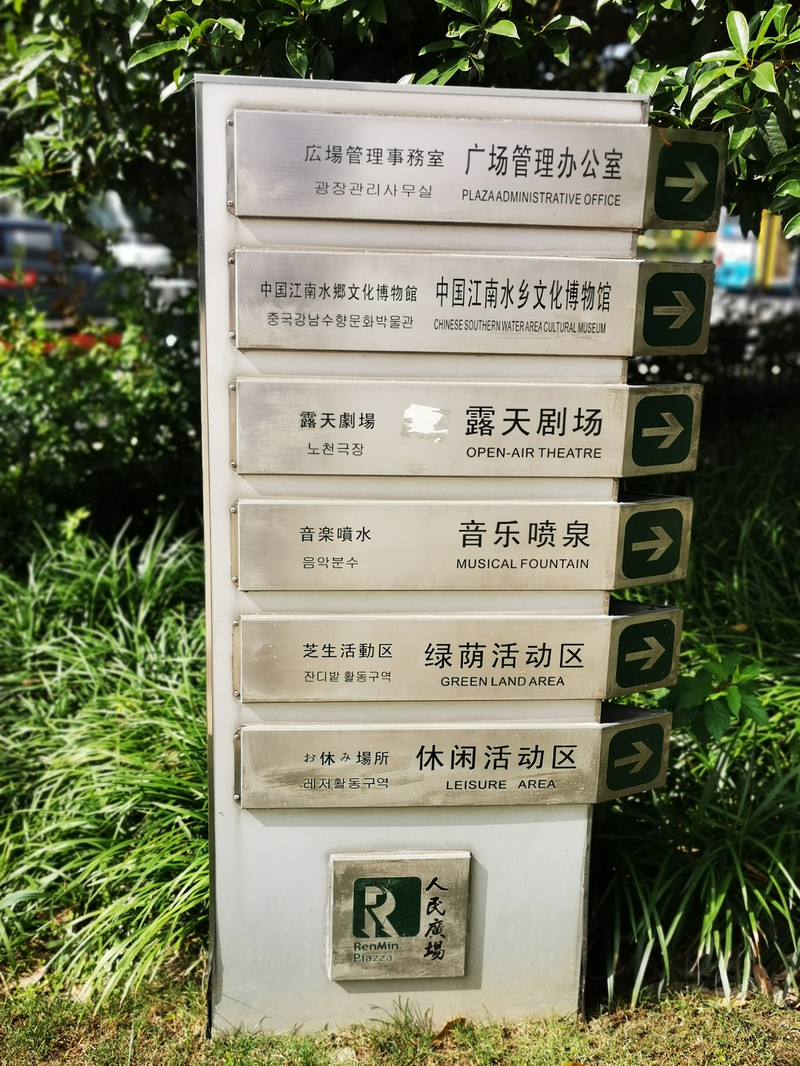 広場管理事務室 广场管理办公室
광장관리사무실 PLAZA ADMINISTRATIVE OFFICE
中国江南水郷文化博物館 中国江南水乡文化博物馆
중국강남수향문화박물관 CHINESE SOUTHERN WATER AREA CULTURAL MUSEUM
露天劇場 露天剧场
노천극장 OPEN-AIR THEATRE
音楽噴水 音乐喷泉
음악분수 MUSICAL FOUNTAIN
芝生活動区 绿荫活动区
잔디밭 활동구역 GREEN LAND AREA
お休み場所 休闲活动区
레저활동구역 LEISURE AREA
R
人民廣場
RenMin
Piazza